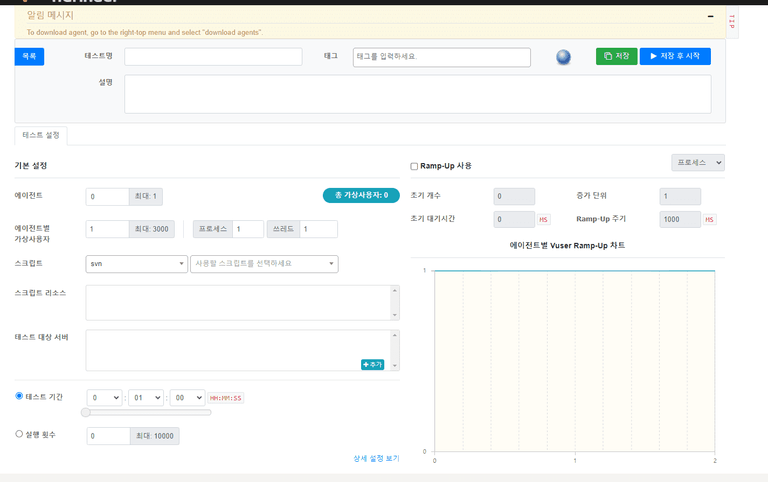 알림 메시지
To download agent, go to the right-top menu and select "download agents".
TIP
목록
테스트명
태그
태그를 입력하세요.
저장
저장 후 시작
설명
테스트 설정
기본 설정
Ramp-Up 사용
프로세스
에이전트
0
최대: 1
총 가상사용자: 0
초기 개수
0
증가 단위
1
에이전트별
가상사용자
1
최대: 3000
프로세스
1
쓰레드
1
초기 대기시간
0
MS
Ramp-Up 주기
1000
MS
에이전트별 Vuser Ramp-Up 차트
스크립트
svn
사용할 스크립트를 선택하세요
스크립트 리소스
테스트 대상 서버
추가
테스트 기간
0 : 01 : 00 HH:MM:SS
실행 횟수
0
최대: 10000
상세 설정 보기
1
0
0 1 2